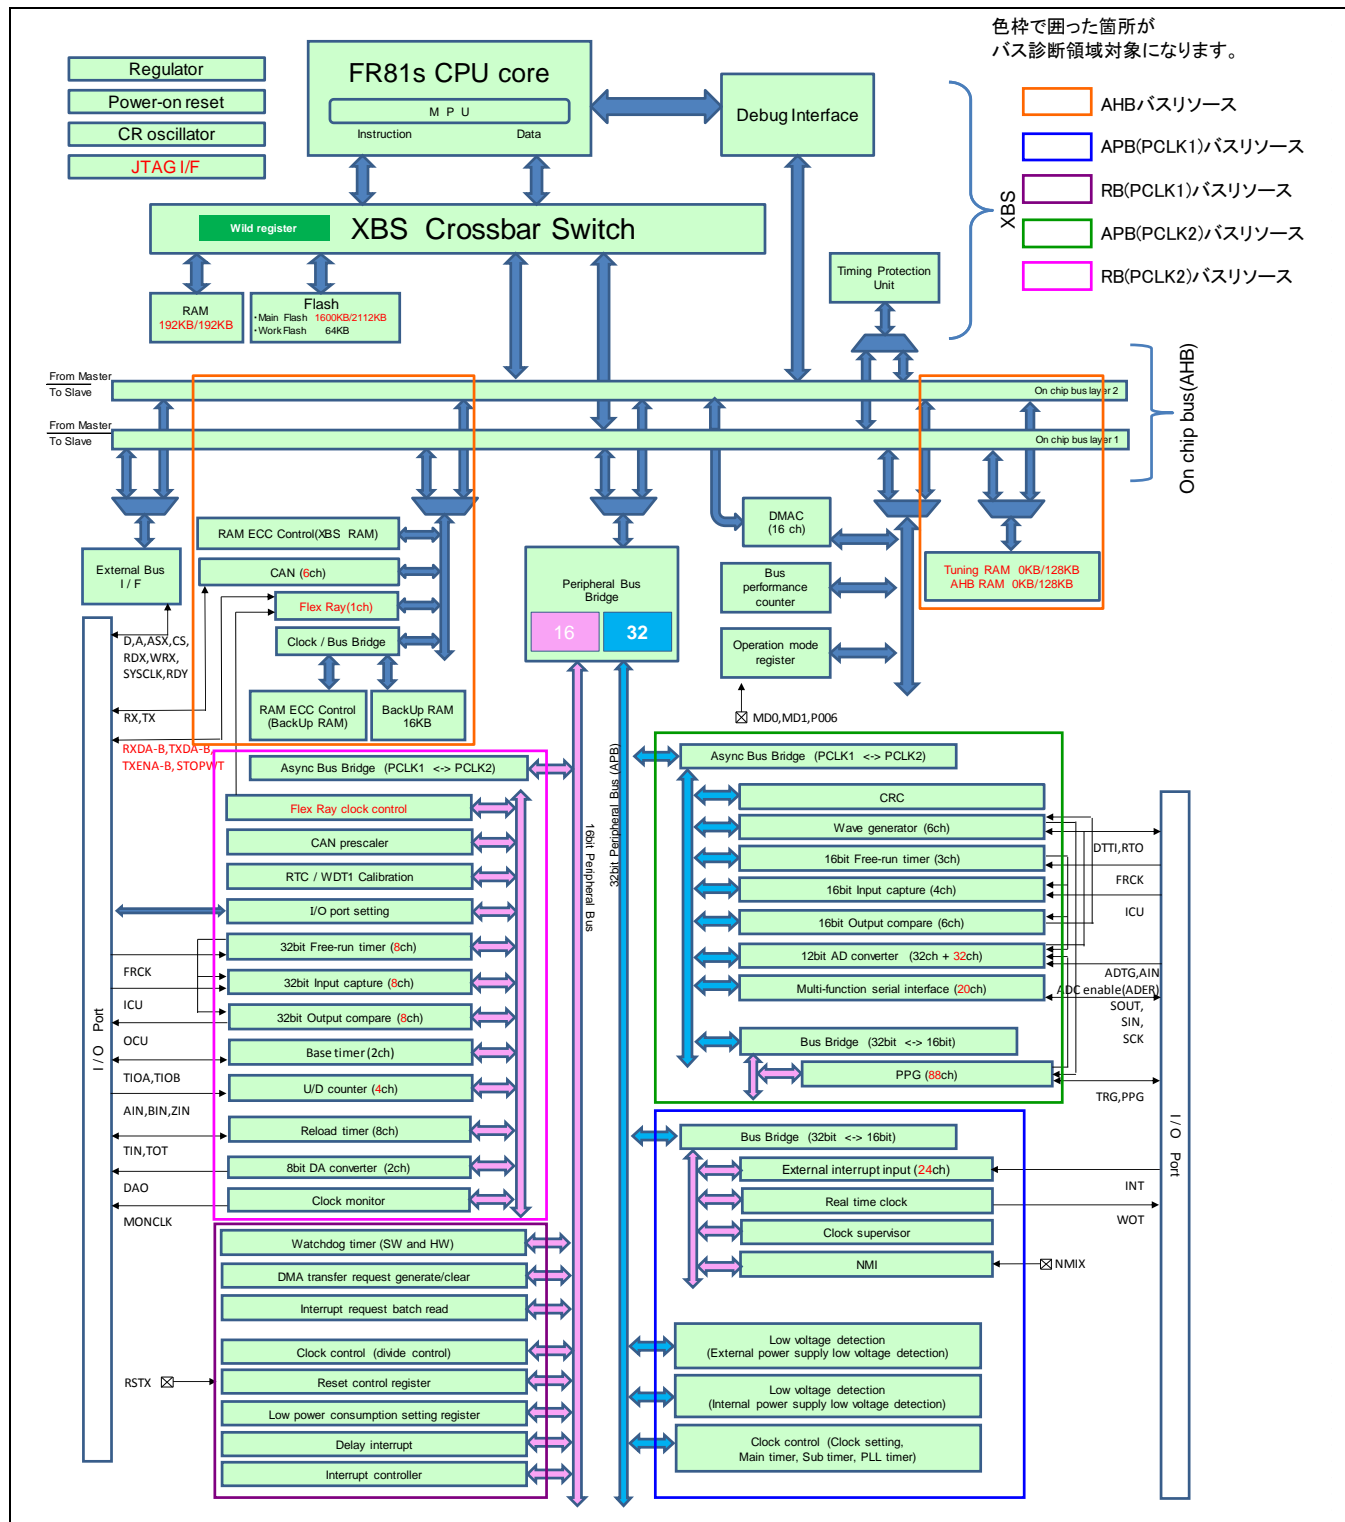 色枠で囲った箇所が
バス診断領域対象になります。
AHBバスリソース
APB(PCLK1)バスリソース
RB(PCLK1)バスリソース
APB(PCLK2)バスリソース
RB(PCLK2)バスリソース
XBS
On chip bus(AHB)
Regulator
Power-on reset
CR oscillator
JTAG I/F
FR81s CPU core
M P U
Instruction
Data
Debug Interface
Wild register
XBS Crossbar Switch
RAM
192KB/192KB
Flash
・Main Flash 1600KB/2112KB
・Work Flash 64KB
Timing Protection
Unit
From Master
To Slave
On chip bus layer 2
From Master
To Slave
On chip bus layer 1
External Bus
I / F
RAM ECC Control(XBS RAM)
CAN (6ch)
Flex Ray(1ch)
Clock / Bus Bridge
RAM ECC Control
(BackUp RAM)
BackUp RAM
16KB
Peripheral Bus
Bridge
16
32
DMAC
(16 ch)
Bus
performance
counter
Operation mode
register
MD0,MD1,P006
Tuning RAM 0KB/128KB
AHB RAM 0KB/128KB
D,A,ASX,CS,
RDX,WRX,
SYSCLK,RDY
RX,TX
RXDA-B,TXDA-B,
TXENA-B, STOPWT
I / O Port
Async Bus Bridge (PCLK1 <-> PCLK2)
Flex Ray clock control
CAN prescaler
RTC / WDT1 Calibration
I/O port setting
32bit Free-run timer (8ch)
FRCK
32bit Input capture (8ch)
ICU
32bit Output compare (8ch)
OCU
Base timer (2ch)
TIOA,TIOB
U/D counter (4ch)
AIN,BIN,ZIN
Reload timer (8ch)
TIN,TOT
8bit DA converter (2ch)
DAO
Clock monitor
MONCLK
Watchdog timer (SW and HW)
DMA transfer request generate/clear
Interrupt request batch read
Clock control (divide control)
RSTX
Reset control register
Low power consumption setting register
Delay interrupt
Interrupt controller
16bit Peripheral Bus
32bit Peripheral Bus (APB)
Async Bus Bridge (PCLK1 <-> PCLK2)
CRC
Wave generator (6ch)
DTTI,RTO
16bit Free-run timer (3ch)
FRCK
16bit Input capture (4ch)
ICU
16bit Output compare (6ch)
12bit AD converter (32ch + 32ch)
ADTG,AIN
ADC enable(ADER)
Multi-function serial interface (20ch)
SOUT,
SIN,
SCK
Bus Bridge (32bit <-> 16bit)
PPG (88ch)
TRG,PPG
I / O Port
Bus Bridge (32bit <-> 16bit)
External interrupt input (24ch)
INT
Real time clock
WOT
Clock supervisor
NMI
NMIX
Low voltage detection
(External power supply low voltage detection)
Low voltage detection
(Internal power supply low voltage detection)
Clock control (Clock setting,
Main timer, Sub timer, PLL timer)